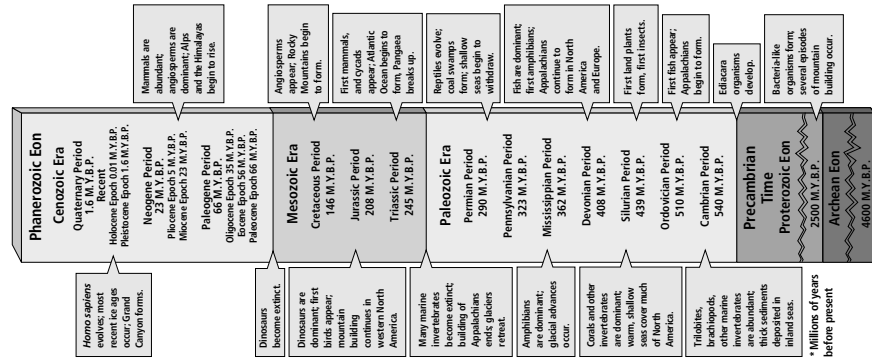 Mammals are
abundant;
angiosperms are
dominant; Alps
and the Himalayas
begin to rise.
Angiosperms
appear; Rocky
Mountains begin
to form.
First mammals,
and cycads
appear; Atlantic
Ocean begins to
form, Pangaea
breaks up.
Reptiles evolve;
coal swamps
form; shallow
seas begin to
withdraw.
Fish are dominant;
first amphibians;
Appalachians
continue to
form in North
America
and Europe.
First land plants
form, first insects.
First fish appear;
Appalachians
begin to form.
Ediacara
organisms
develop.
Bacteria-like
organisms form;
several episodes
of mountain
building occur.
Phanerozoic Eon
Cenozoic Era
Quaternary Period
1.6 M.Y.B.P.
Recent
Holocene Epoch 0.01 M.Y.B.P.
Pleistocene Epoch 1.6 M.Y.B.P.
Neogene Period
23 M.Y.B.P.
Pliocene Epoch 5 M.Y.B.P.
Miocene Epoch 23 M.Y.B.P.
Paleogene Period
66 M.Y.B.P.
Oligocene Epoch 35 M.Y.B.P.
Eocene Epoch 56 M.Y.B.P.
Paleocene Epoch 66 M.Y.B.P.
Mesozoic Era
Cretaceous Period
146 M.Y.B.P.
Jurassic Period
208 M.Y.B.P.
Triassic Period
245 M.Y.B.P.
Paleozoic Era
Permian Period
290 M.Y.B.P.
Pennsylvanian Period
323 M.Y.B.P.
Mississippian Period
362 M.Y.B.P.
Devonian Period
408 M.Y.B.P.
Silurian Period
439 M.Y.B.P.
Ordovician Period
510 M.Y.B.P.
Cambrian Period
540 M.Y.B.P.
Precambrian
Time
Proterozoic Eon
2500 M.Y.B.P.
Archean Eon
4600 M.Y.B.P.
Homo sapiens
evolves; most
recent ice ages
occur; Grand
Canyon forms.
Dinosaurs
become extinct.
Dinosaurs are
dominant; first
birds appear;
mountain
building
continues in
western North
America.
Many marine
invertebrates
become extinct;
building of
Appalachians
ends; glaciers
retreat.
Amphibians
are dominant;
glacial advances
occur.
Corals and other
invertebrates
are dominant;
warm, shallow
seas cover much
of North
America.
Trilobites,
brachiopods,
other marine
invertebrates
are abundant;
thick sediments
deposited in
inland seas.
* Millions of years
before present